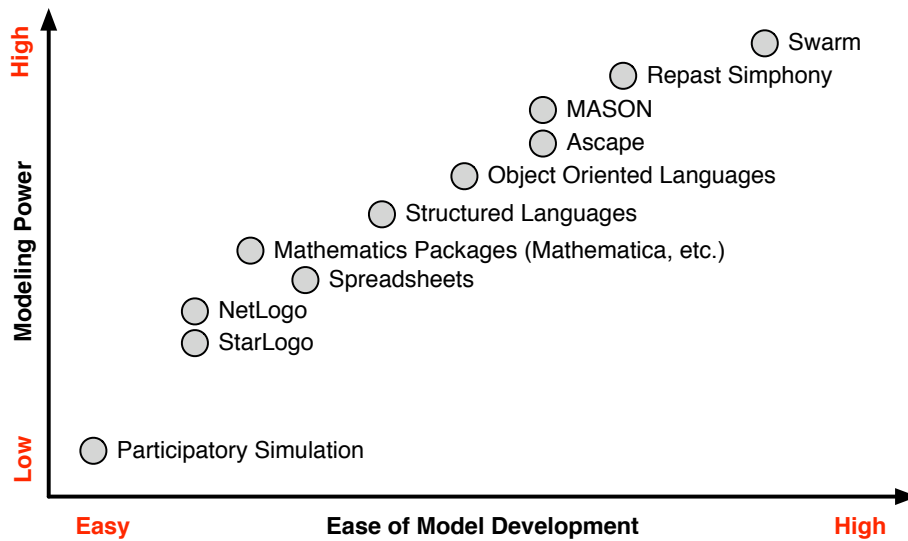 High
Swarm
Repast Simphony
MASON
Ascape
Modeling Power
Object Oriented Languages
Structured Languages
Mathematics Packages (Mathematica, etc.)
Spreadsheets
NetLogo
StarLogo
Low
Participatory Simulation
Easy
Ease of Model Development
High